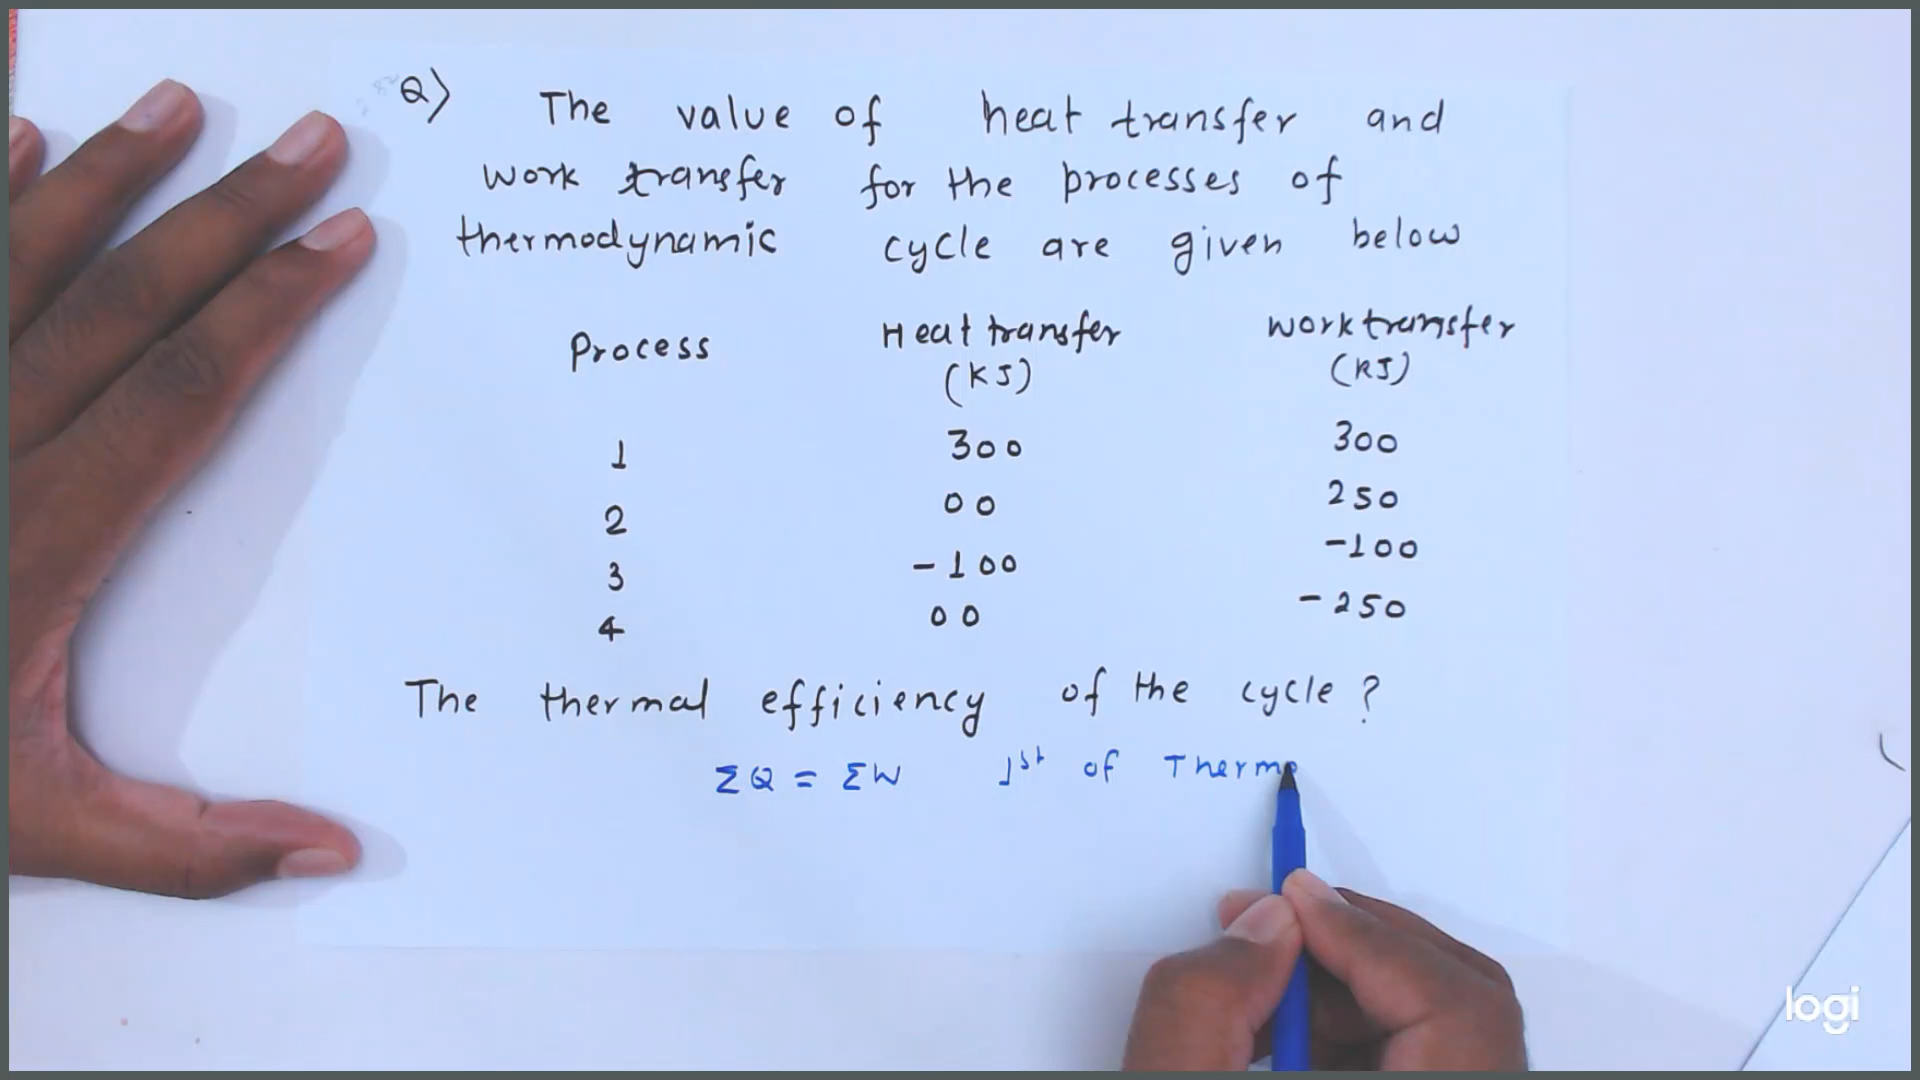 Q) The value of heat transfer and
work transfer for the processes of
thermodynamic cycle are given below
Process Heat transfer (KJ) Work transfer (KJ)
1 300 300
2 00 250
3 -100 -100
4 00 -250
The thermal efficiency of the cycle?
ΣQ = ΣW 1st of Thermo
logi